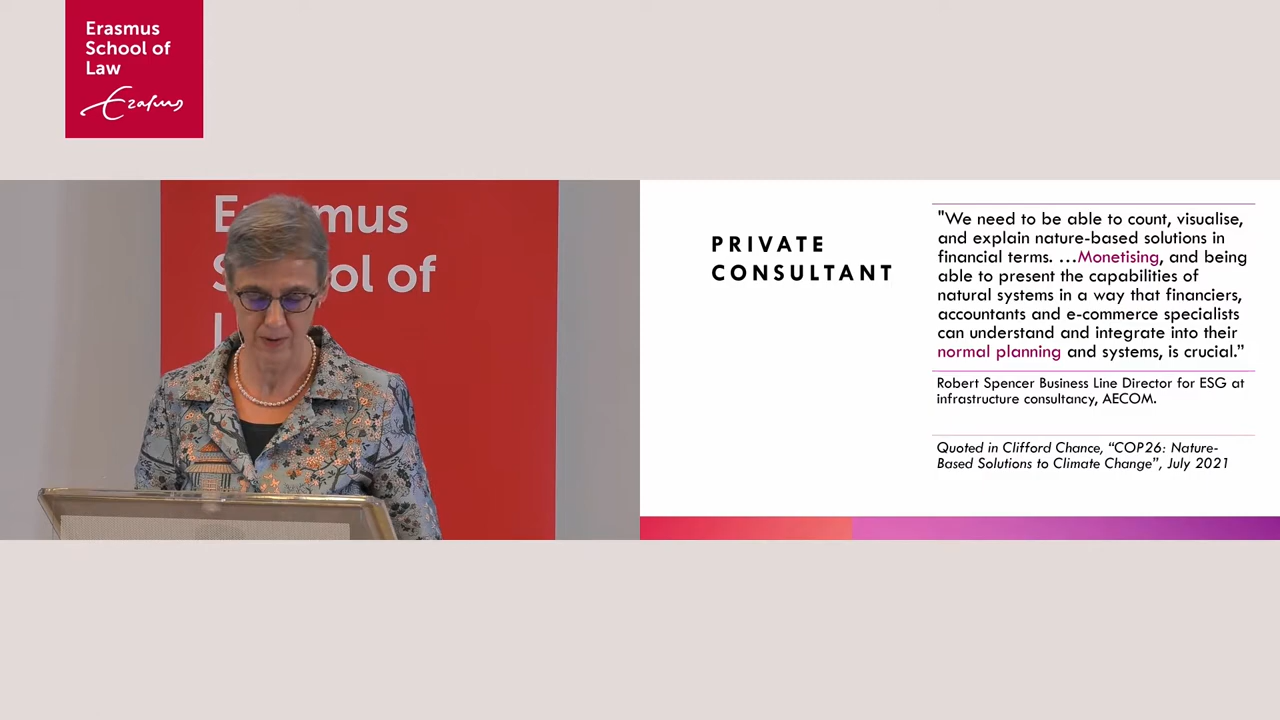 Erasmus
School of
Law
Erasmus
Erasmus
School of
PRIVATE
CONSULTANT
"We need to be able to count, visualise,
and explain nature-based solutions in
financial terms. …Monetising, and being
able to present the capabilities of
natural systems in a way that financiers,
accountants and e-commerce specialists
can understand and integrate into their
normal planning and systems, is crucial.”
Robert Spencer Business Line Director for ESG at
infrastructure consultancy, AECOM.
Quoted in Clifford Chance, “COP26: Nature-
Based Solutions to Climate Change”, July 2021